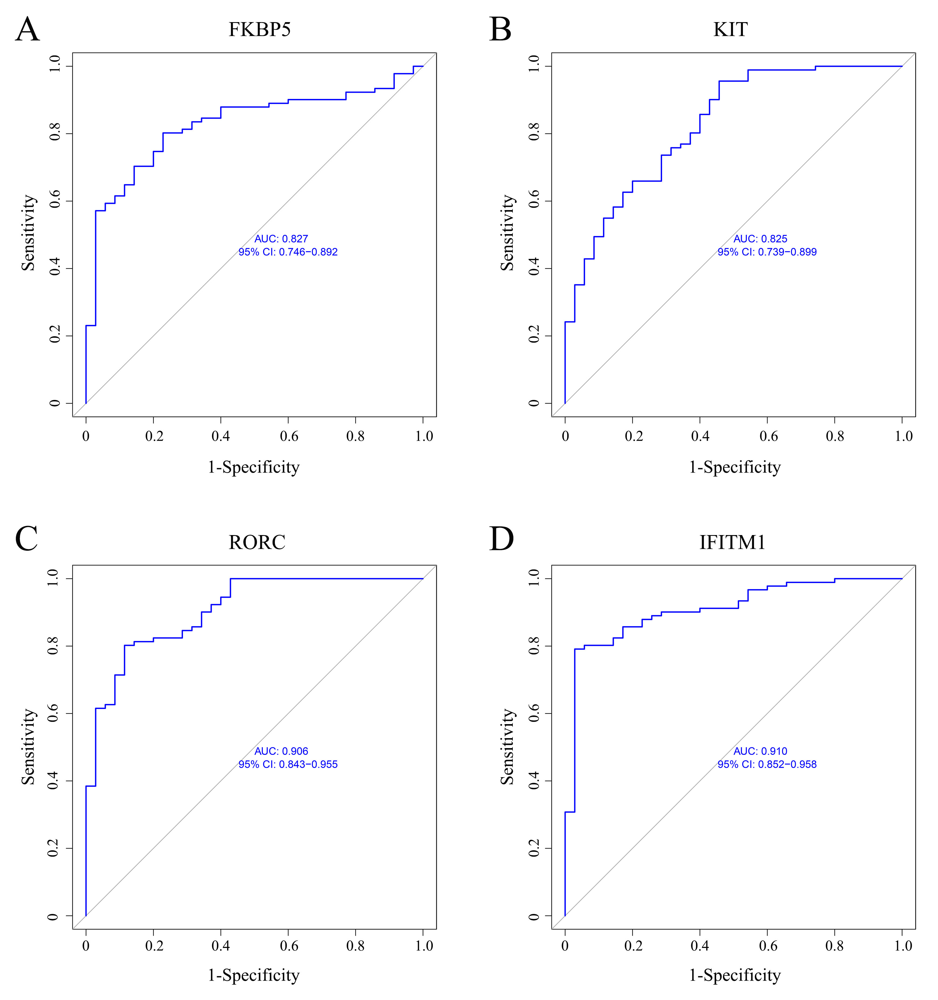 A
FKBP5
1.0
0.8
0.6
0.4
0.2
0
Sensitivity
AUC: 0.827
95% CI: 0.746−0.892
0 0.2 0.4 0.6 0.8 1.0
1-Specificity
B
KIT
1.0
0.8
0.6
0.4
0.2
0
Sensitivity
AUC: 0.825
95% CI: 0.739−0.899
0 0.2 0.4 0.6 0.8 1.0
1-Specificity
C
RORC
1.0
0.8
0.6
0.4
0.2
0
Sensitivity
AUC: 0.906
95% CI: 0.843−0.955
0 0.2 0.4 0.6 0.8 1.0
1-Specificity
D
IFITM1
1.0
0.8
0.6
0.4
0.2
0
Sensitivity
AUC: 0.910
95% CI: 0.852−0.958
0 0.2 0.4 0.6 0.8 1.0
1-Specificity